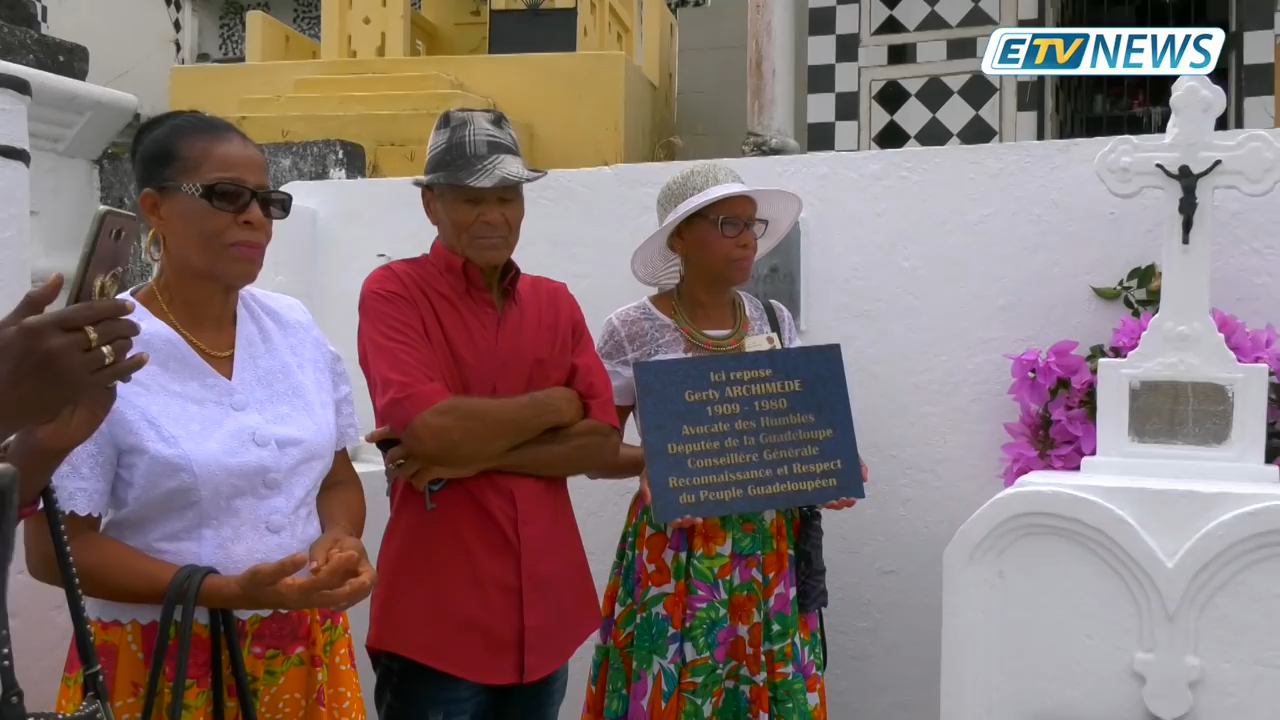 ETV NEWS
Ici repose
Gerty ARCHIMEDE
1909 - 1980
Avocate des Humbles
Députée de la Guadeloupe
Conseillère Générale
Reconnaissance et Respect
du Peuple Guadeloupéen